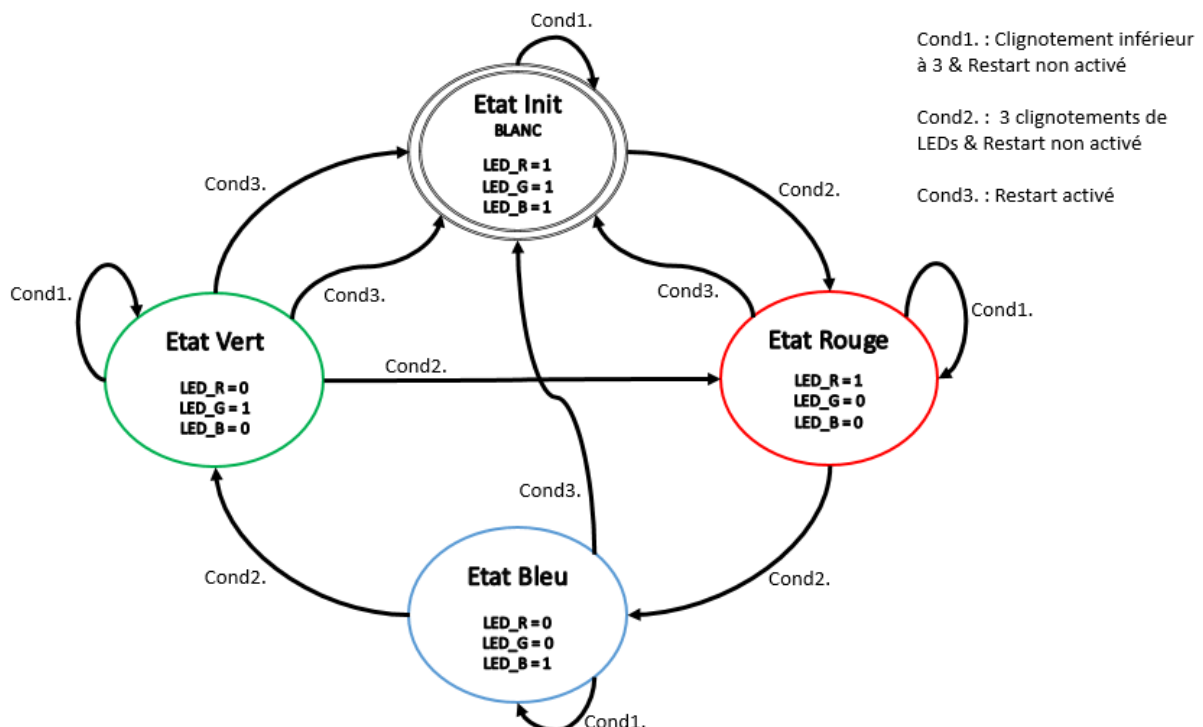 Cond1.
Cond1. : Clignotement inférieur
à 3 & Restart non activé
Cond2. : 3 clignotements de
LEDs & Restart non activé
Cond3. : Restart activé
Etat Init
BLANC
LED_R = 1
LED_G = 1
LED_B = 1
Cond3.
Cond2.
Cond3.
Cond3.
Cond1.
Cond1.
Etat Vert
LED_R = 0
LED_G = 1
LED_B = 0
Cond2.
Etat Rouge
LED_R = 1
LED_G = 0
LED_B = 0
Cond3.
Cond2.
Cond2.
Etat Bleu
LED_R = 0
LED_G = 0
LED_B = 1
Cond1.